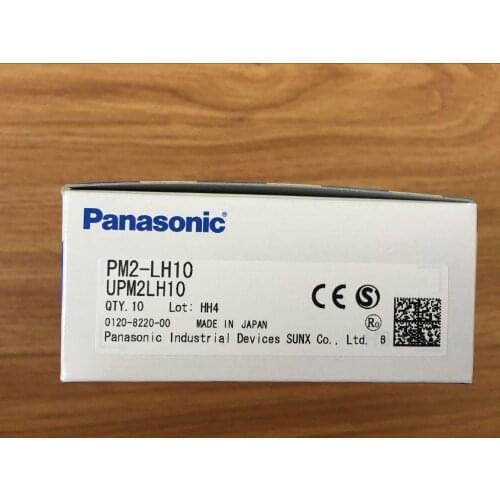 Panasonic®
PM2-LH10
UPM2LH10
QTY. 10 Lot: HH4
0120-8220-00 MADE IN JAPAN
Panasonic Industrial Devices SUNX Co., Ltd. B
CE
Ro